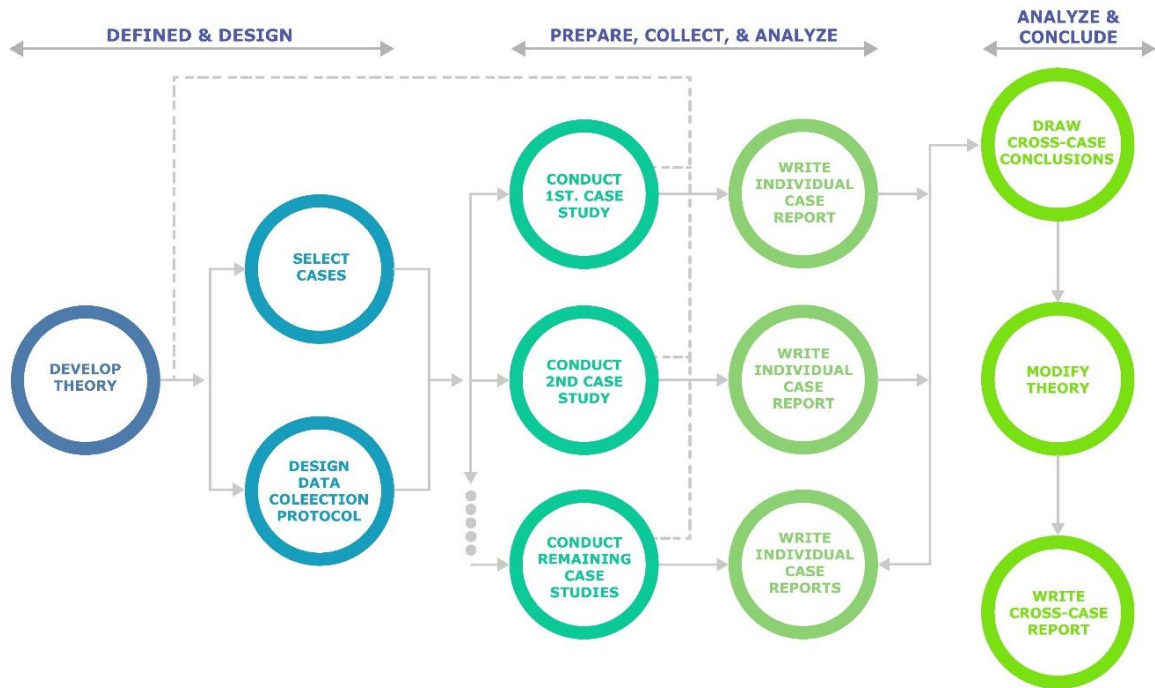 DEFINED & DESIGN
PREPARE, COLLECT, & ANALYZE
ANALYZE &
CONCLUDE
DEVELOP
THEORY
SELECT
CASES
DESIGN
DATA
COLEECTION
PROTOCOL
CONDUCT
1ST. CASE
STUDY
WRITE
INDIVIDUAL
CASE
REPORT
CONDUCT
2ND CASE
STUDY
WRITE
INDIVIDUAL
CASE
REPORT
CONDUCT
REMAINING
CASE
STUDIES
WRITE
INDIVIDUAL
CASE
REPORTS
DRAW
CROSS-CASE
CONCLUSIONS
MODIFY
THEORY
WRITE
CROSS-CASE
REPORT